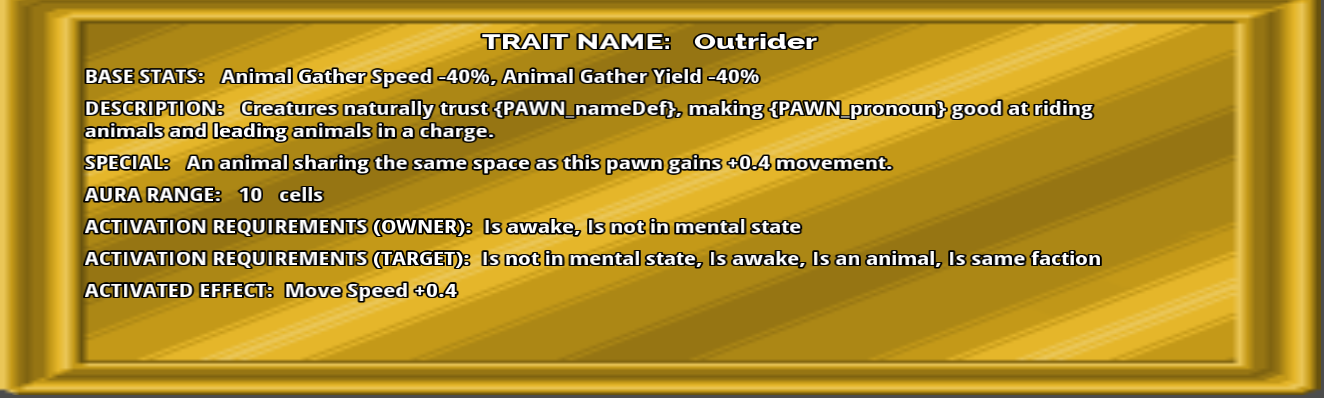 TRAIT NAME: Outrider
BASE STATS: Animal Gather Speed -40%, Animal Gather Yield -40%
DESCRIPTION: Creatures naturally trust {PAWN_nameDef}, making {PAWN_pronoun} good at riding
animals and leading animals in a charge.
SPECIAL: An animal sharing the same space as this pawn gains +0.4 movement.
AURA RANGE: 10 cells
ACTIVATION REQUIREMENTS (OWNER): Is awake, Is not in mental state
ACTIVATION REQUIREMENTS (TARGET): Is not in mental state, Is awake, Is an animal, Is same faction
ACTIVATED EFFECT: Move Speed +0.4